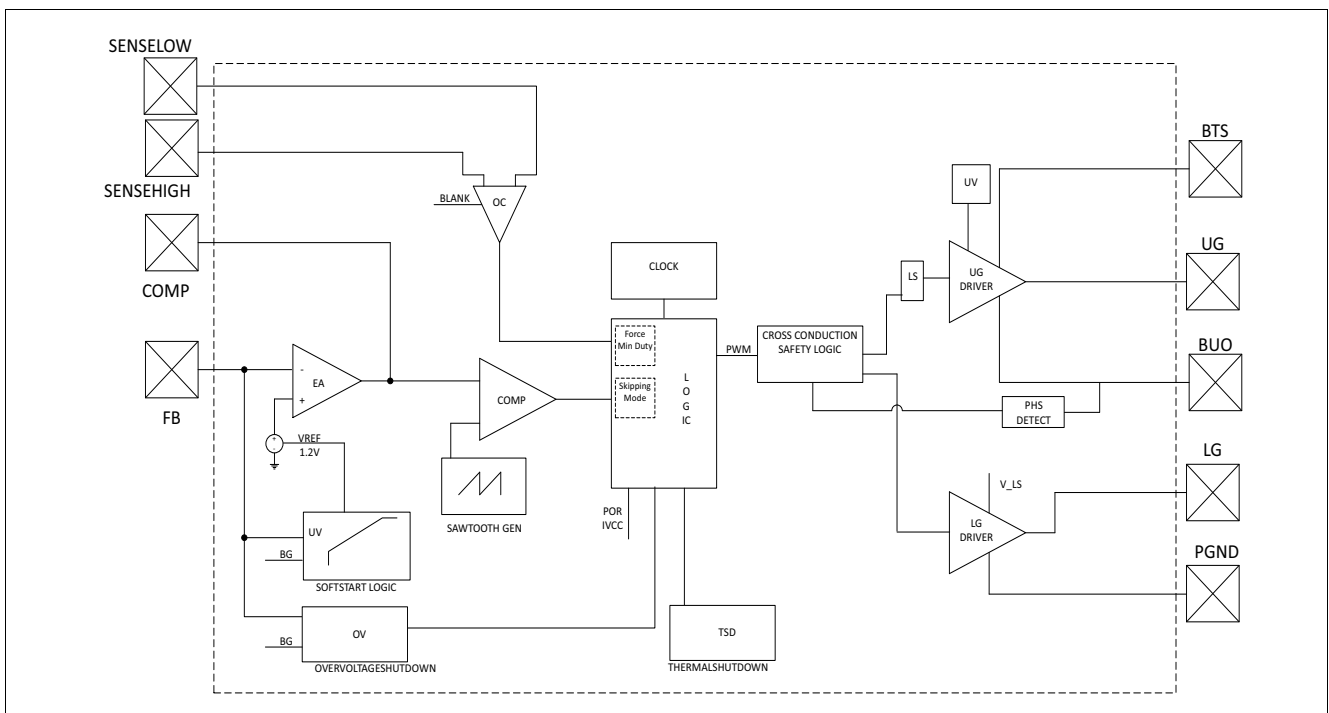 SENSELOW
SENSEHIGH
COMP
FB
BLANK
OC
CLOCK
Force
Min Duty
Skipping
Mode
L
O
G
IC
-
EA
+
+
-
VREF
1.2V
COMP
SAWTOOTH GEN
UV
BG
SOFTSTART LOGIC
OV
BG
OVERVOLTAGESHUTDOWN
POR
IVCC
TSD
THERMALSHUTDOWN
PWM
CROSS CONDUCTION
SAFETY LOGIC
LS
UV
UG
DRIVER
PHS
DETECT
V_LS
LG
DRIVER
BTS
UG
BUO
LG
PGND